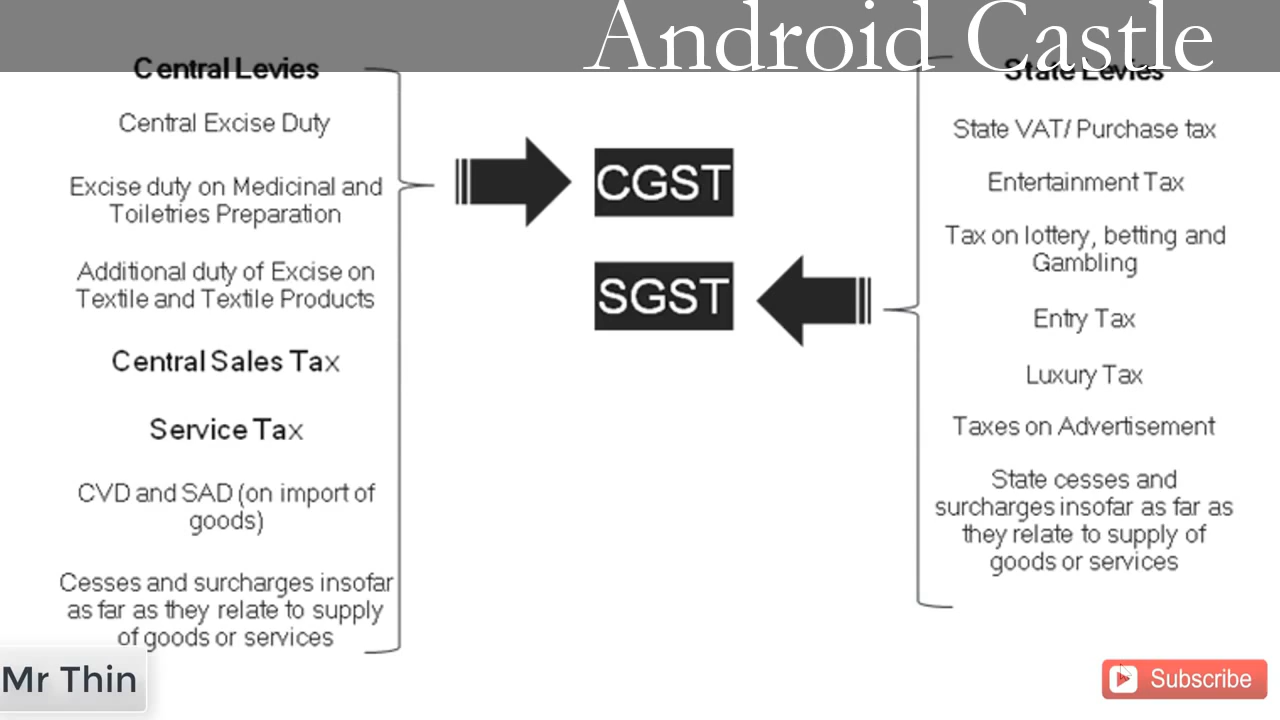 Android Castle
Central Levies
Central Excise Duty
Excise duty on Medicinal and
Toiletries Preparation
Additional duty of Excise on
Textile and Textile Products
Central Sales Tax
Service Tax
CVD and SAD (on import of
goods)
Cesses and surcharges insofar
as far as they relate to supply
of goods or services
CGST
SGST
State Levies
State VAT/ Purchase tax
Entertainment Tax
Tax on lottery, betting and
Gambling
Entry Tax
Luxury Tax
Taxes on Advertisement
State cesses and
surcharges insofar as far as
they relate to supply of
goods or services
Mr Thin
Subscribe